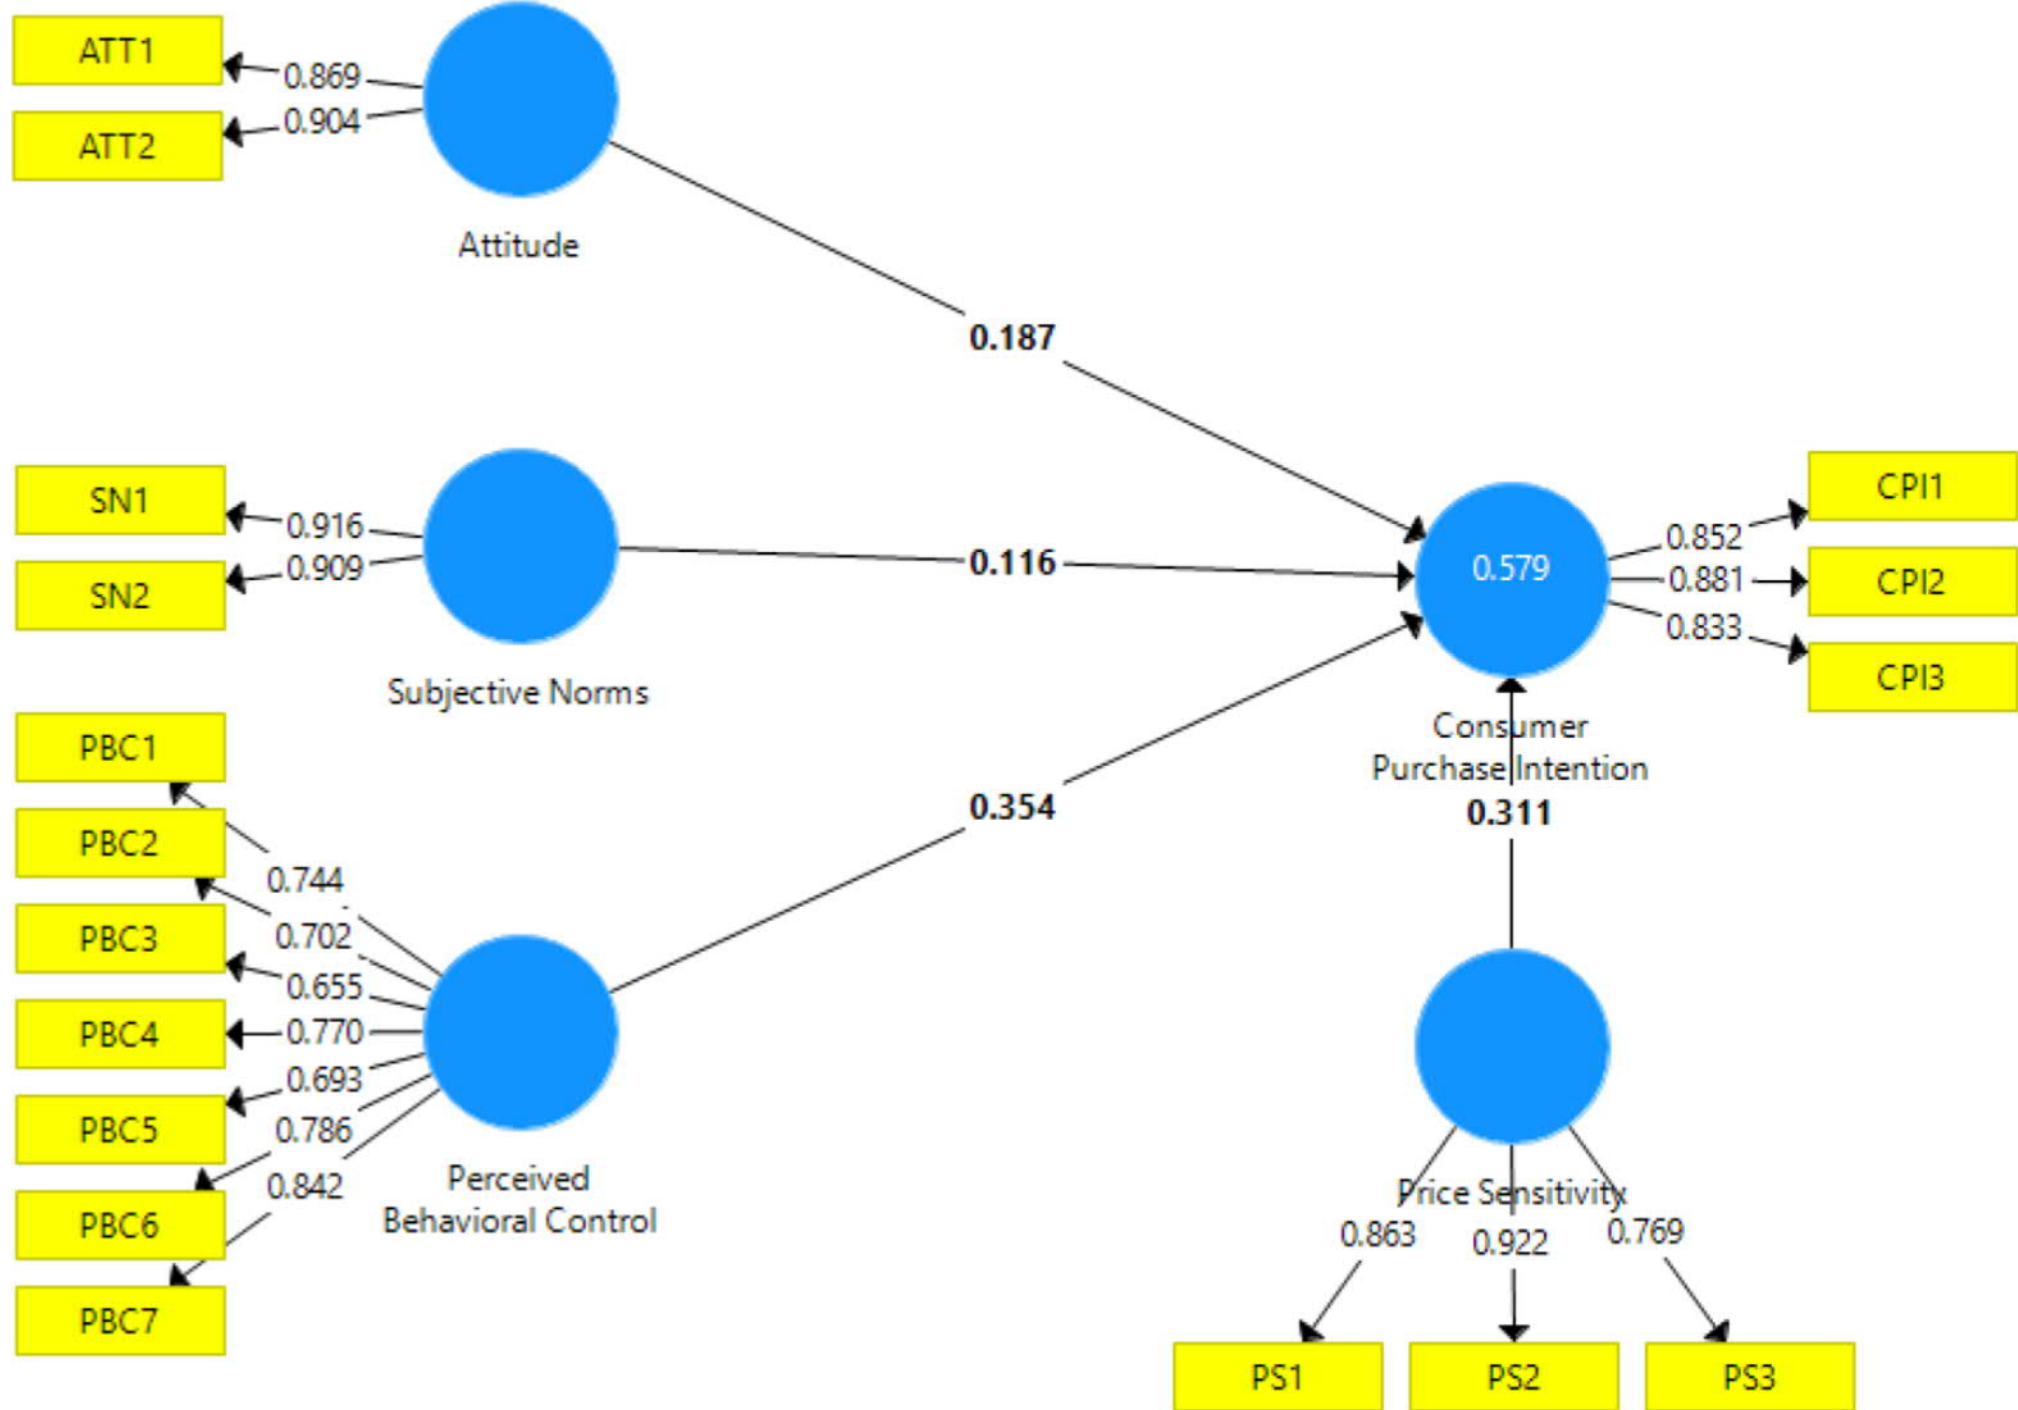 ATT1
0.869
ATT2
0.904
Attitude
0.187
SN1
0.916
SN2
0.909
Subjective Norms
0.116
0.579
Consumer
Purchase Intention
CPI1
0.852
CPI2
0.881
CPI3
0.833
PBC1
0.744
PBC2
0.702
PBC3
0.655
PBC4
0.770
PBC5
0.693
PBC6
0.786
PBC7
0.842
Perceived
Behavioral Control
0.354
0.311
Price Sensitivity
0.863
0.922
0.769
PS1
PS2
PS3